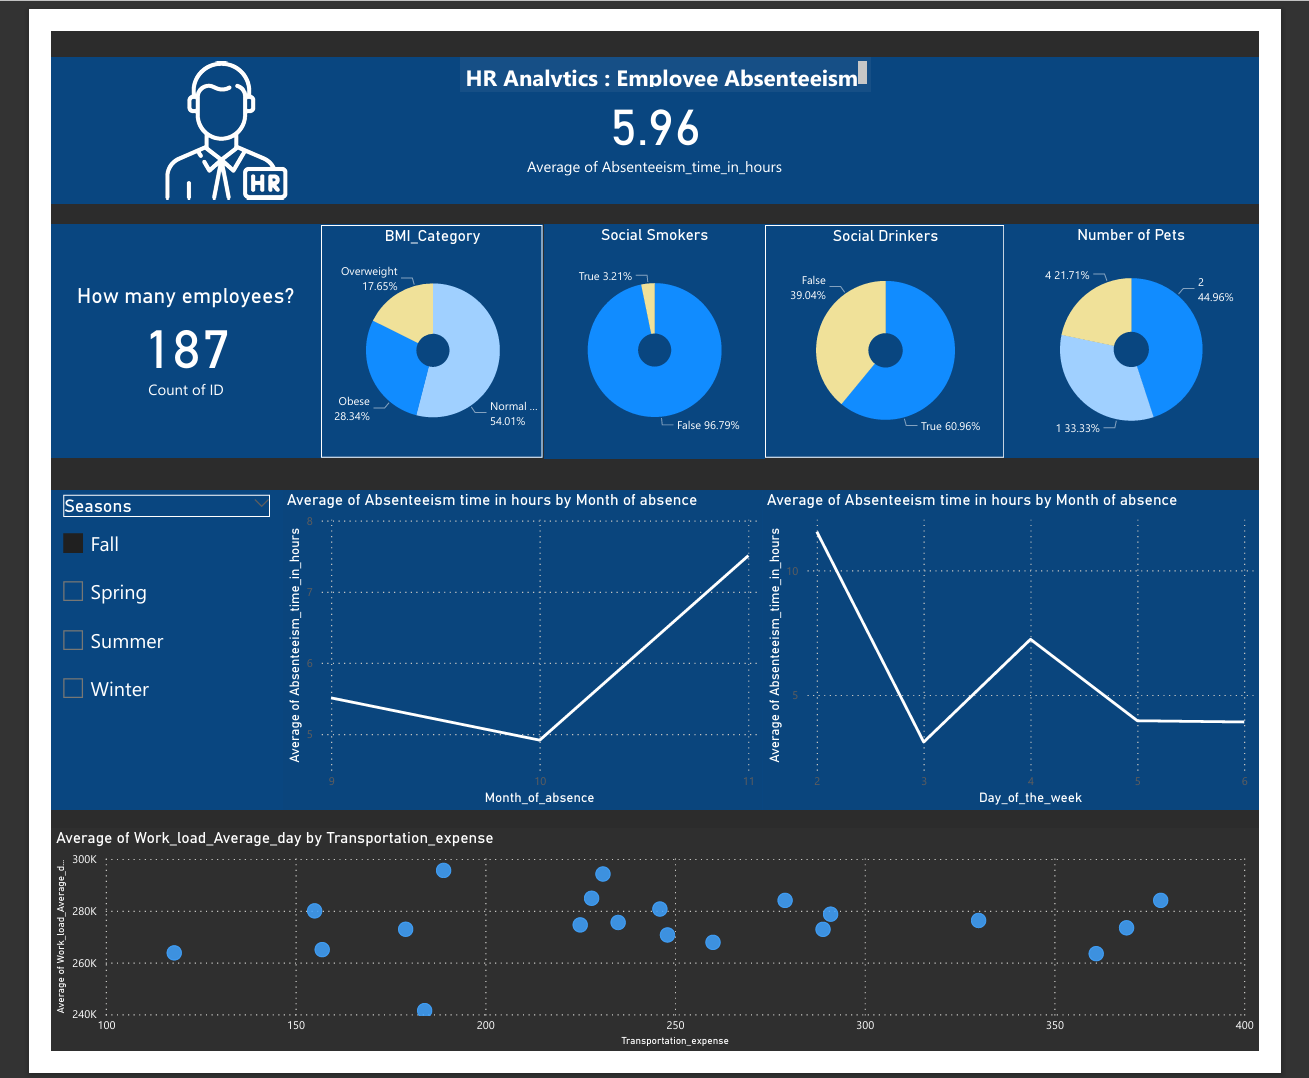 HR Analytics : Employee Absenteeism
5.96
Average of Absenteeism_time_in_hours
HR
How many employees?
187
Count of ID
BMI_Category
Overweight
17.65%
Obese
28.34%
Normal ...
54.01%
Social Smokers
True 3.21%
False 96.79%
Social Drinkers
False
39.04%
True 60.96%
Number of Pets
4 21.71%
2
44.96%
1 33.33%
Seasons
Fall
Spring
Summer
Winter
Average of Absenteeism time in hours by Month of absence
Average of Absenteeism_time_in_hours
8
7
6
5
9
10
11
Month_of_absence
Average of Absenteeism time in hours by Month of absence
Average of Absenteeism_time_in_hours
10
5
2
3
4
5
6
Day_of_the_week
Average of Work_load_Average_day by Transportation_expense
Average of Work_load_Average_d...
300K
280K
260K
240K
100
150
200
250
300
350
400
Transportation_expense